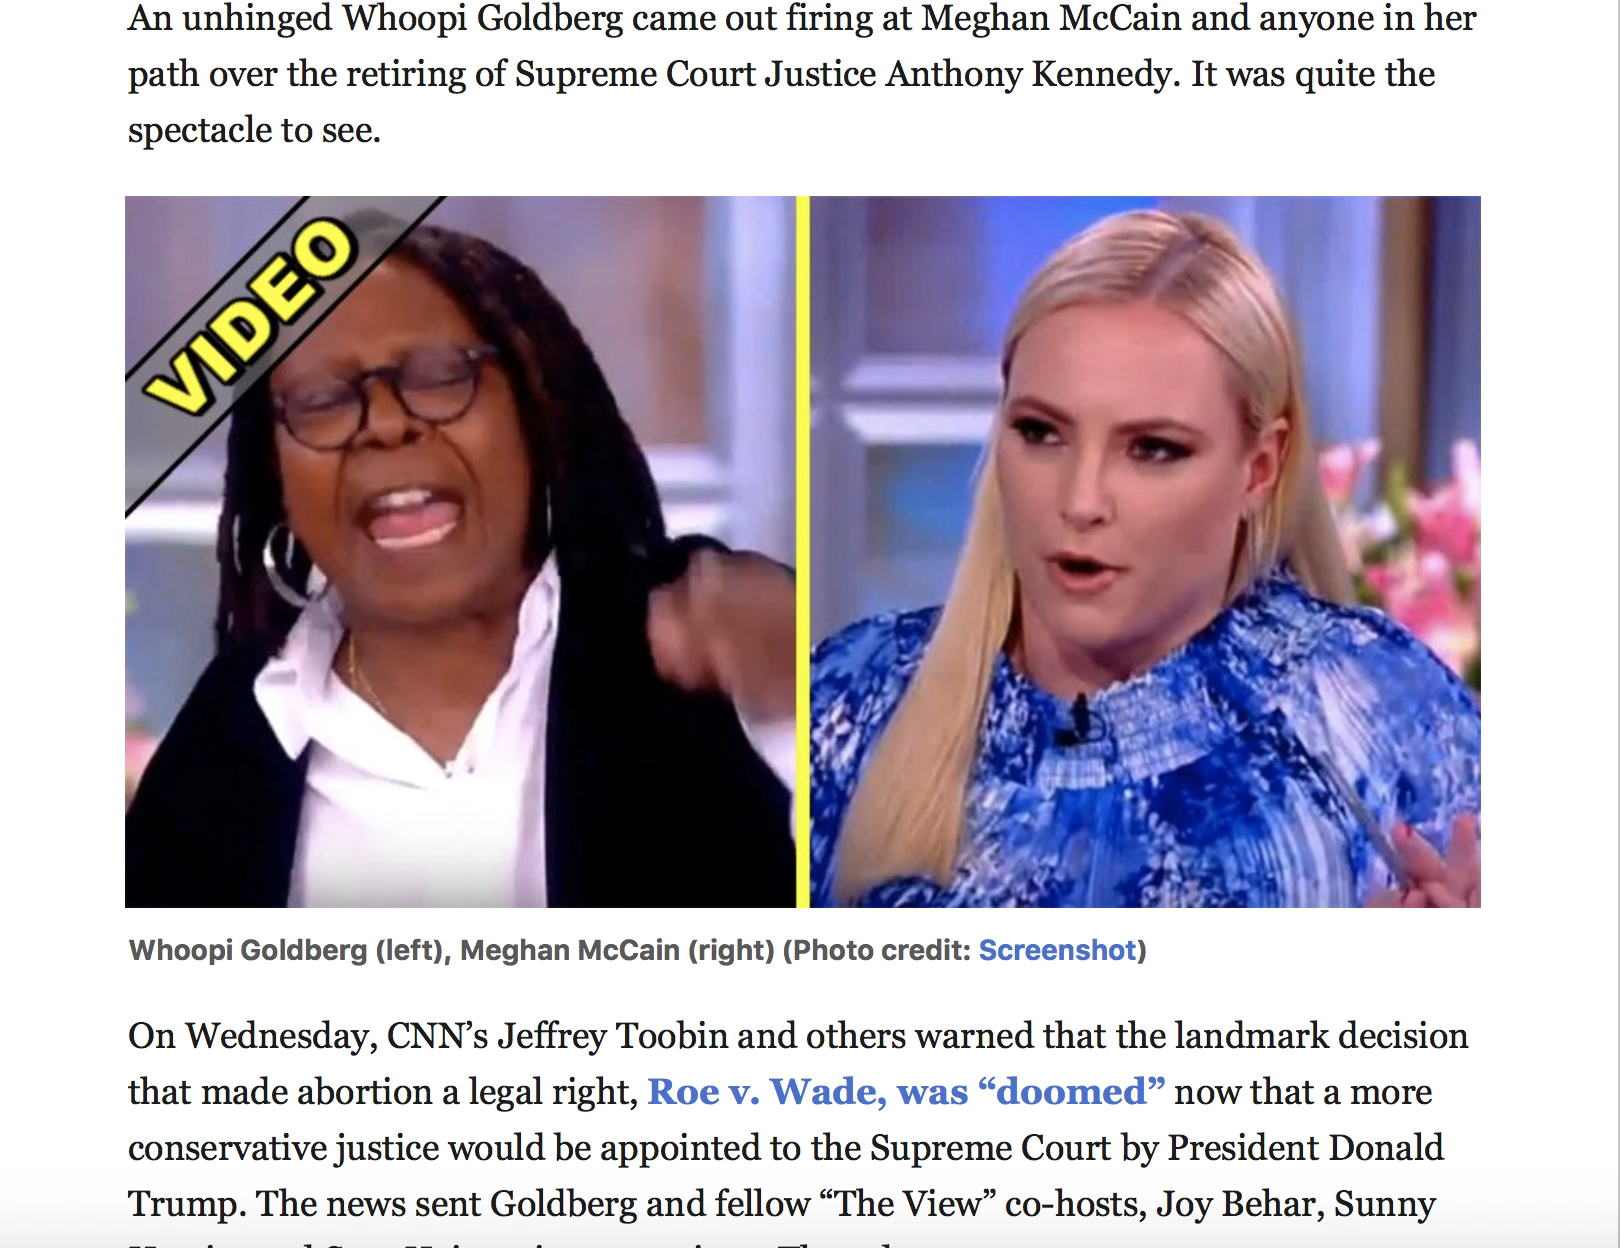 An unhinged Whoopi Goldberg came out firing at Meghan McCain and anyone in her
path over the retiring of Supreme Court Justice Anthony Kennedy. It was quite the
spectacle to see.
VIDEO
Whoopi Goldberg (left), Meghan McCain (right) (Photo credit: Screenshot)
On Wednesday, CNN’s Jeffrey Toobin and others warned that the landmark decision
that made abortion a legal right, Roe v. Wade, was “doomed” now that a more
conservative justice would be appointed to the Supreme Court by President Donald
Trump. The news sent Goldberg and fellow “The View” co-hosts, Joy Behar, Sunny